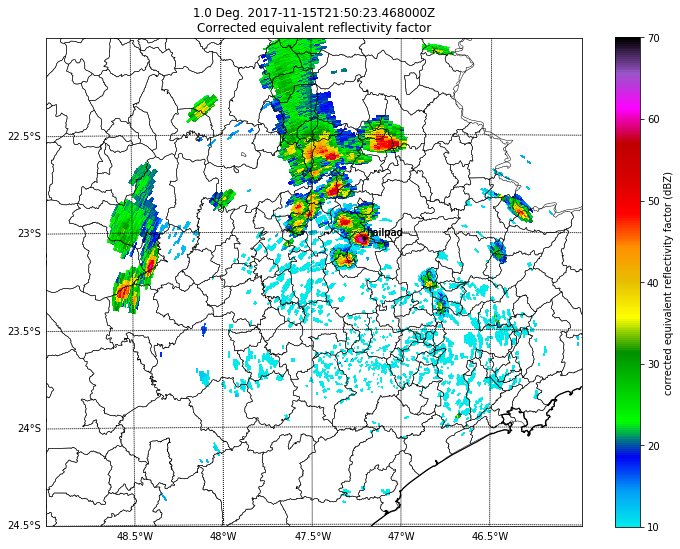 1.0 Deg. 2017-11-15T21:50:23.468000Z
Corrected equivalent reflectivity factor
70
60
50
40
30
20
10
corrected equivalent reflectivity factor (dBZ)
22.5°S
23°S
23.5°S
24°S
24.5°S
hailpad
48.5°W
48°W
47.5°W
47°W
46.5°W